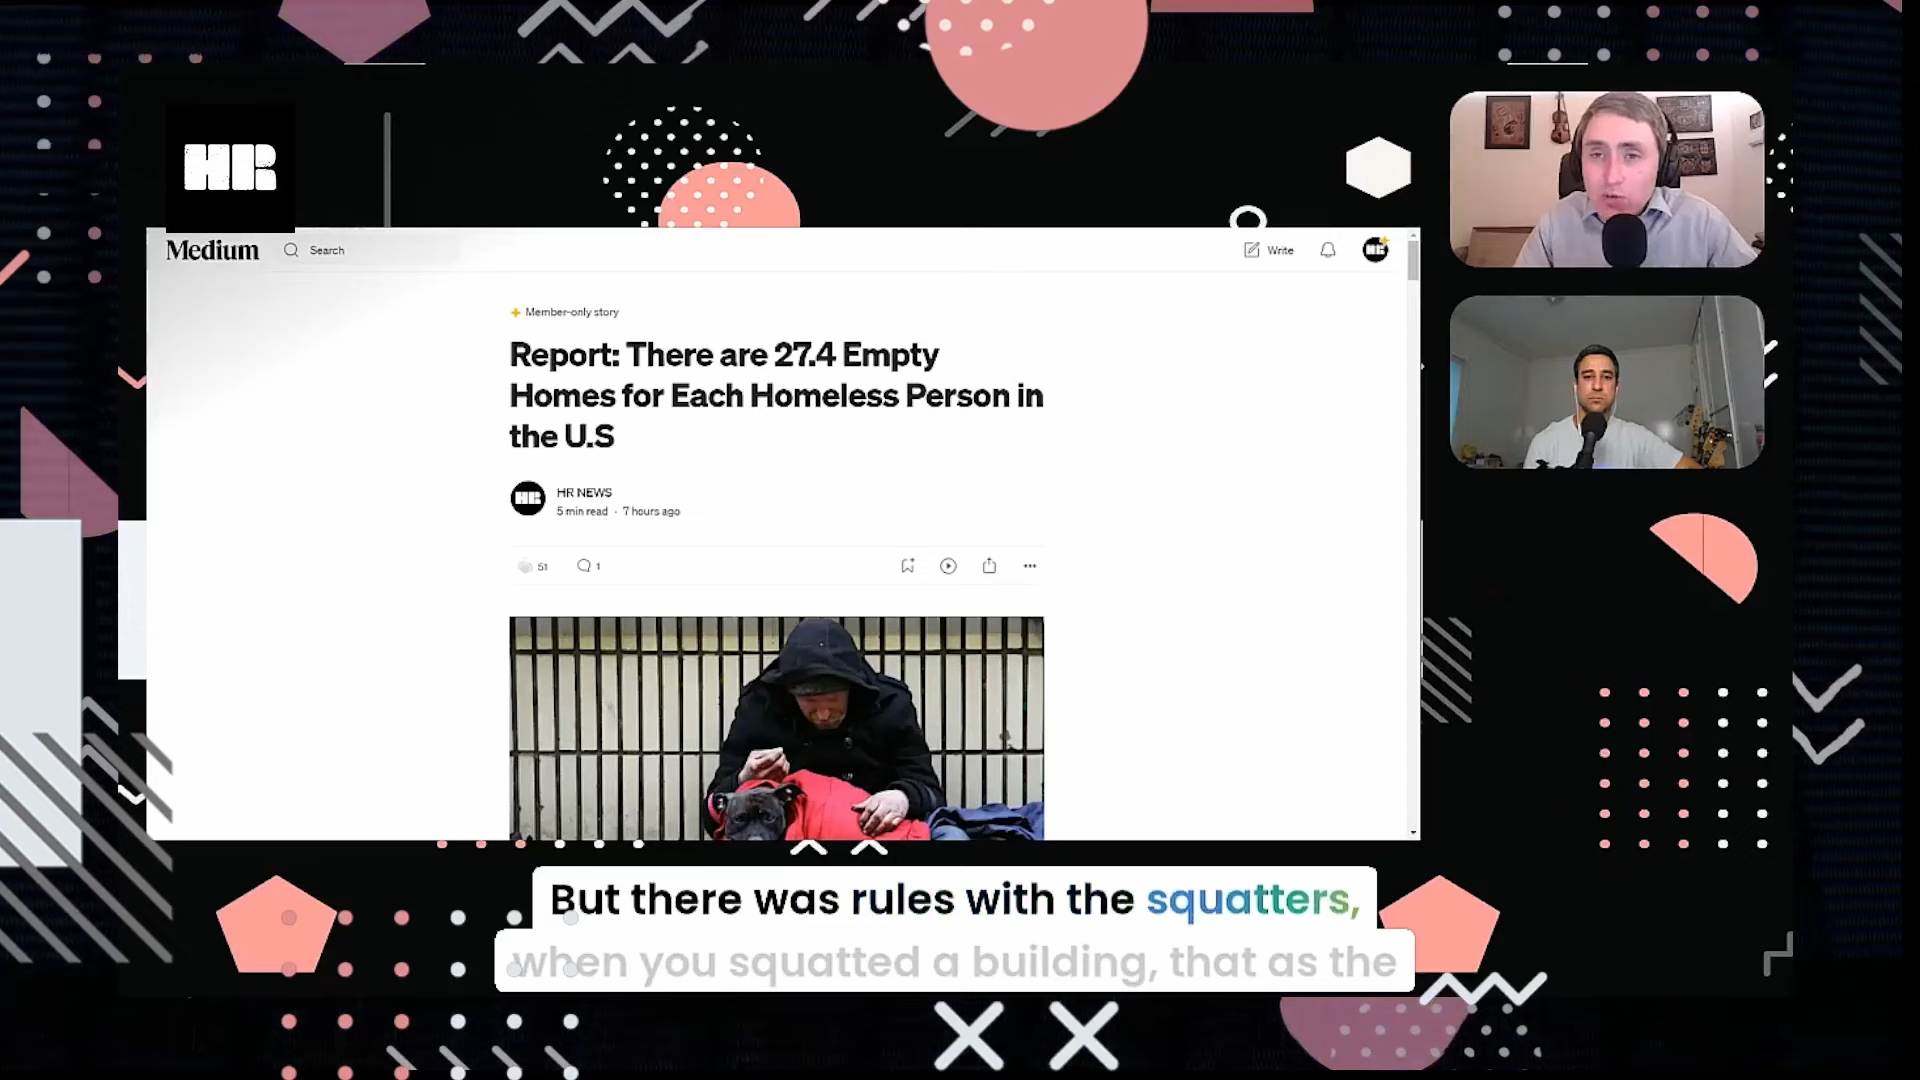 HR
Medium
Search
Write
HR
Member-only story
Report: There are 27.4 Empty
Homes for Each Homeless Person in
the U.S
HR
HR NEWS
5 min read · 7 hours ago
51
1
But there was rules with the squatters,
when you squatted a building, that as the